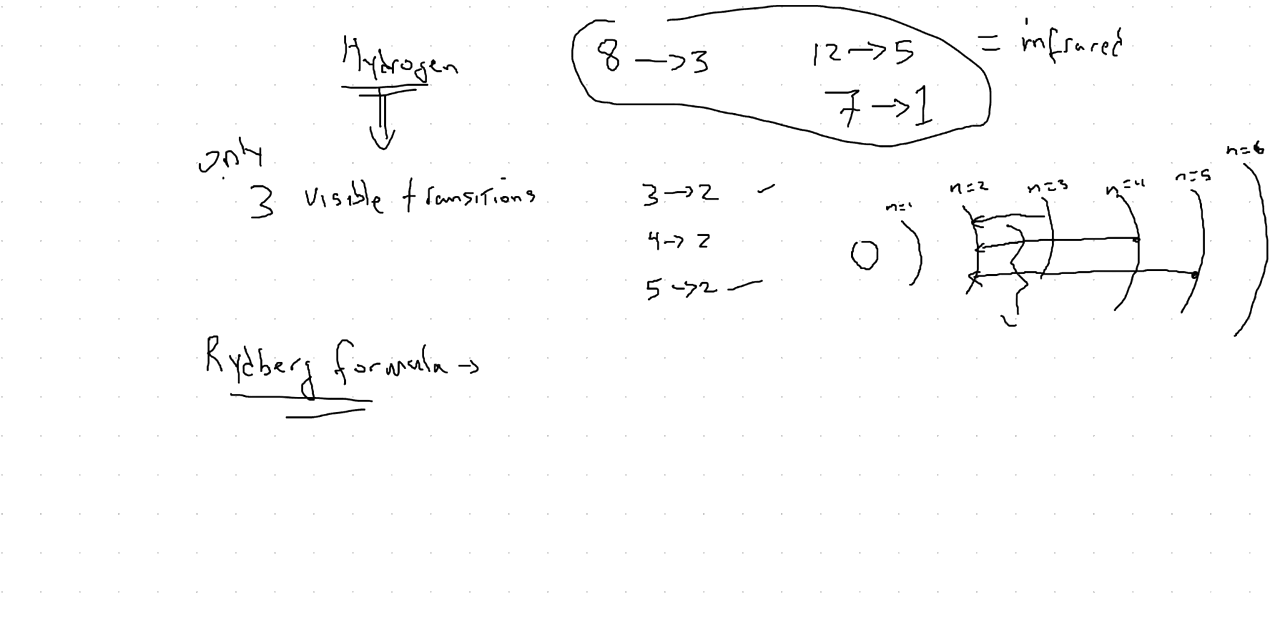 Hydrogen
8 → 3 12 → 5 = infrared
7 → 1
only
3 visible transitions
3 → 2
4 → 2
5 → 2
n=1 n=2 n=3 n=4 n=5 n=6
Rydberg formula →